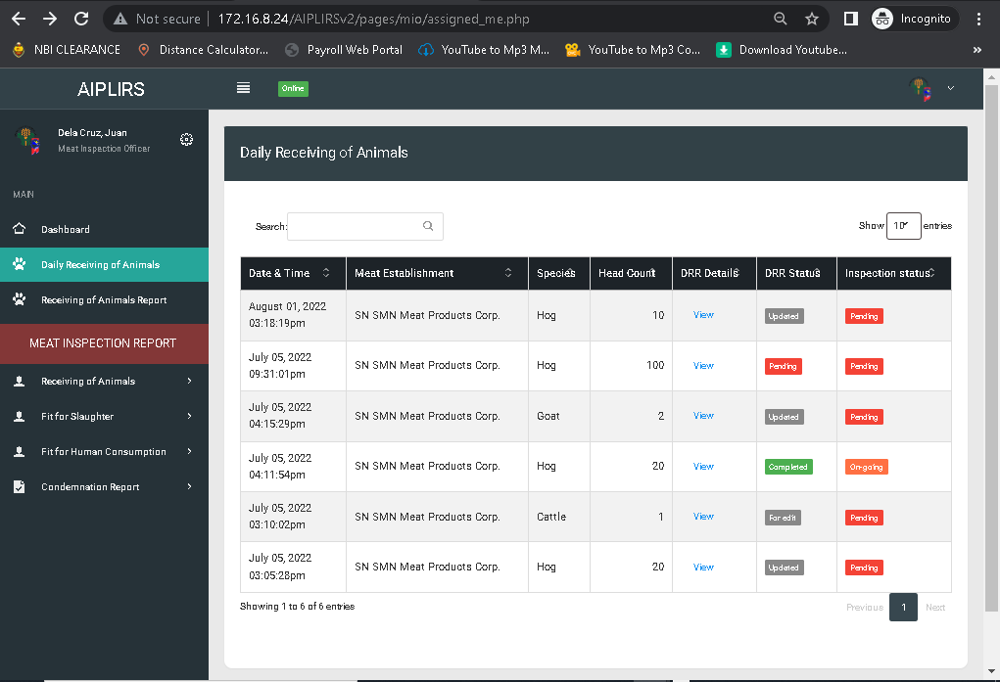 Not secure | 172.16.8.24/AIPLIRSv2/pages/mio/assigned_me.php
Incognito
NBI CLEARANCE
Distance Calculator...
Payroll Web Portal
YouTube to Mp3 M...
YouTube to Mp3 Co...
Download Youtube...
»
AIPLIRS
Online
Dela Cruz, Juan
Meat Inspection Officer
MAIN
Dashboard
Daily Receiving of Animals
Receiving of Animals Report
MEAT INSPECTION REPORT
Receiving of Animals
Fit for Slaughter
Fit for Human Consumption
Condemnation Report
Daily Receiving of Animals
Search:
Show 10 entries
Date & Time Meat Establishment Species Head Count DRR Details DRR Status Inspection status
August 01, 2022 03:18:19pm SN SMN Meat Products Corp. Hog 10 View Updated Pending
July 05, 2022 09:31:01pm SN SMN Meat Products Corp. Hog 100 View Pending Pending
July 05, 2022 04:15:29pm SN SMN Meat Products Corp. Goat 2 View Updated Pending
July 05, 2022 04:11:54pm SN SMN Meat Products Corp. Hog 20 View Completed On-going
July 05, 2022 03:10:02pm SN SMN Meat Products Corp. Cattle 1 View For edit Pending
July 05, 2022 03:05:28pm SN SMN Meat Products Corp. Hog 20 View Updated Pending
Showing 1 to 6 of 6 entries
Previous 1 Next